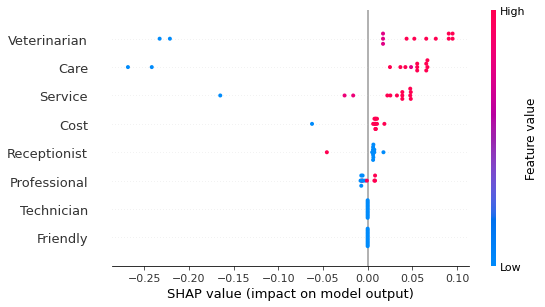 High
Veterinarian
Care
Service
Cost
Receptionist
Professional
Technician
Friendly
Feature value
Low
−0.25 −0.20 −0.15 −0.10 −0.05 0.00 0.05 0.10
SHAP value (impact on model output)